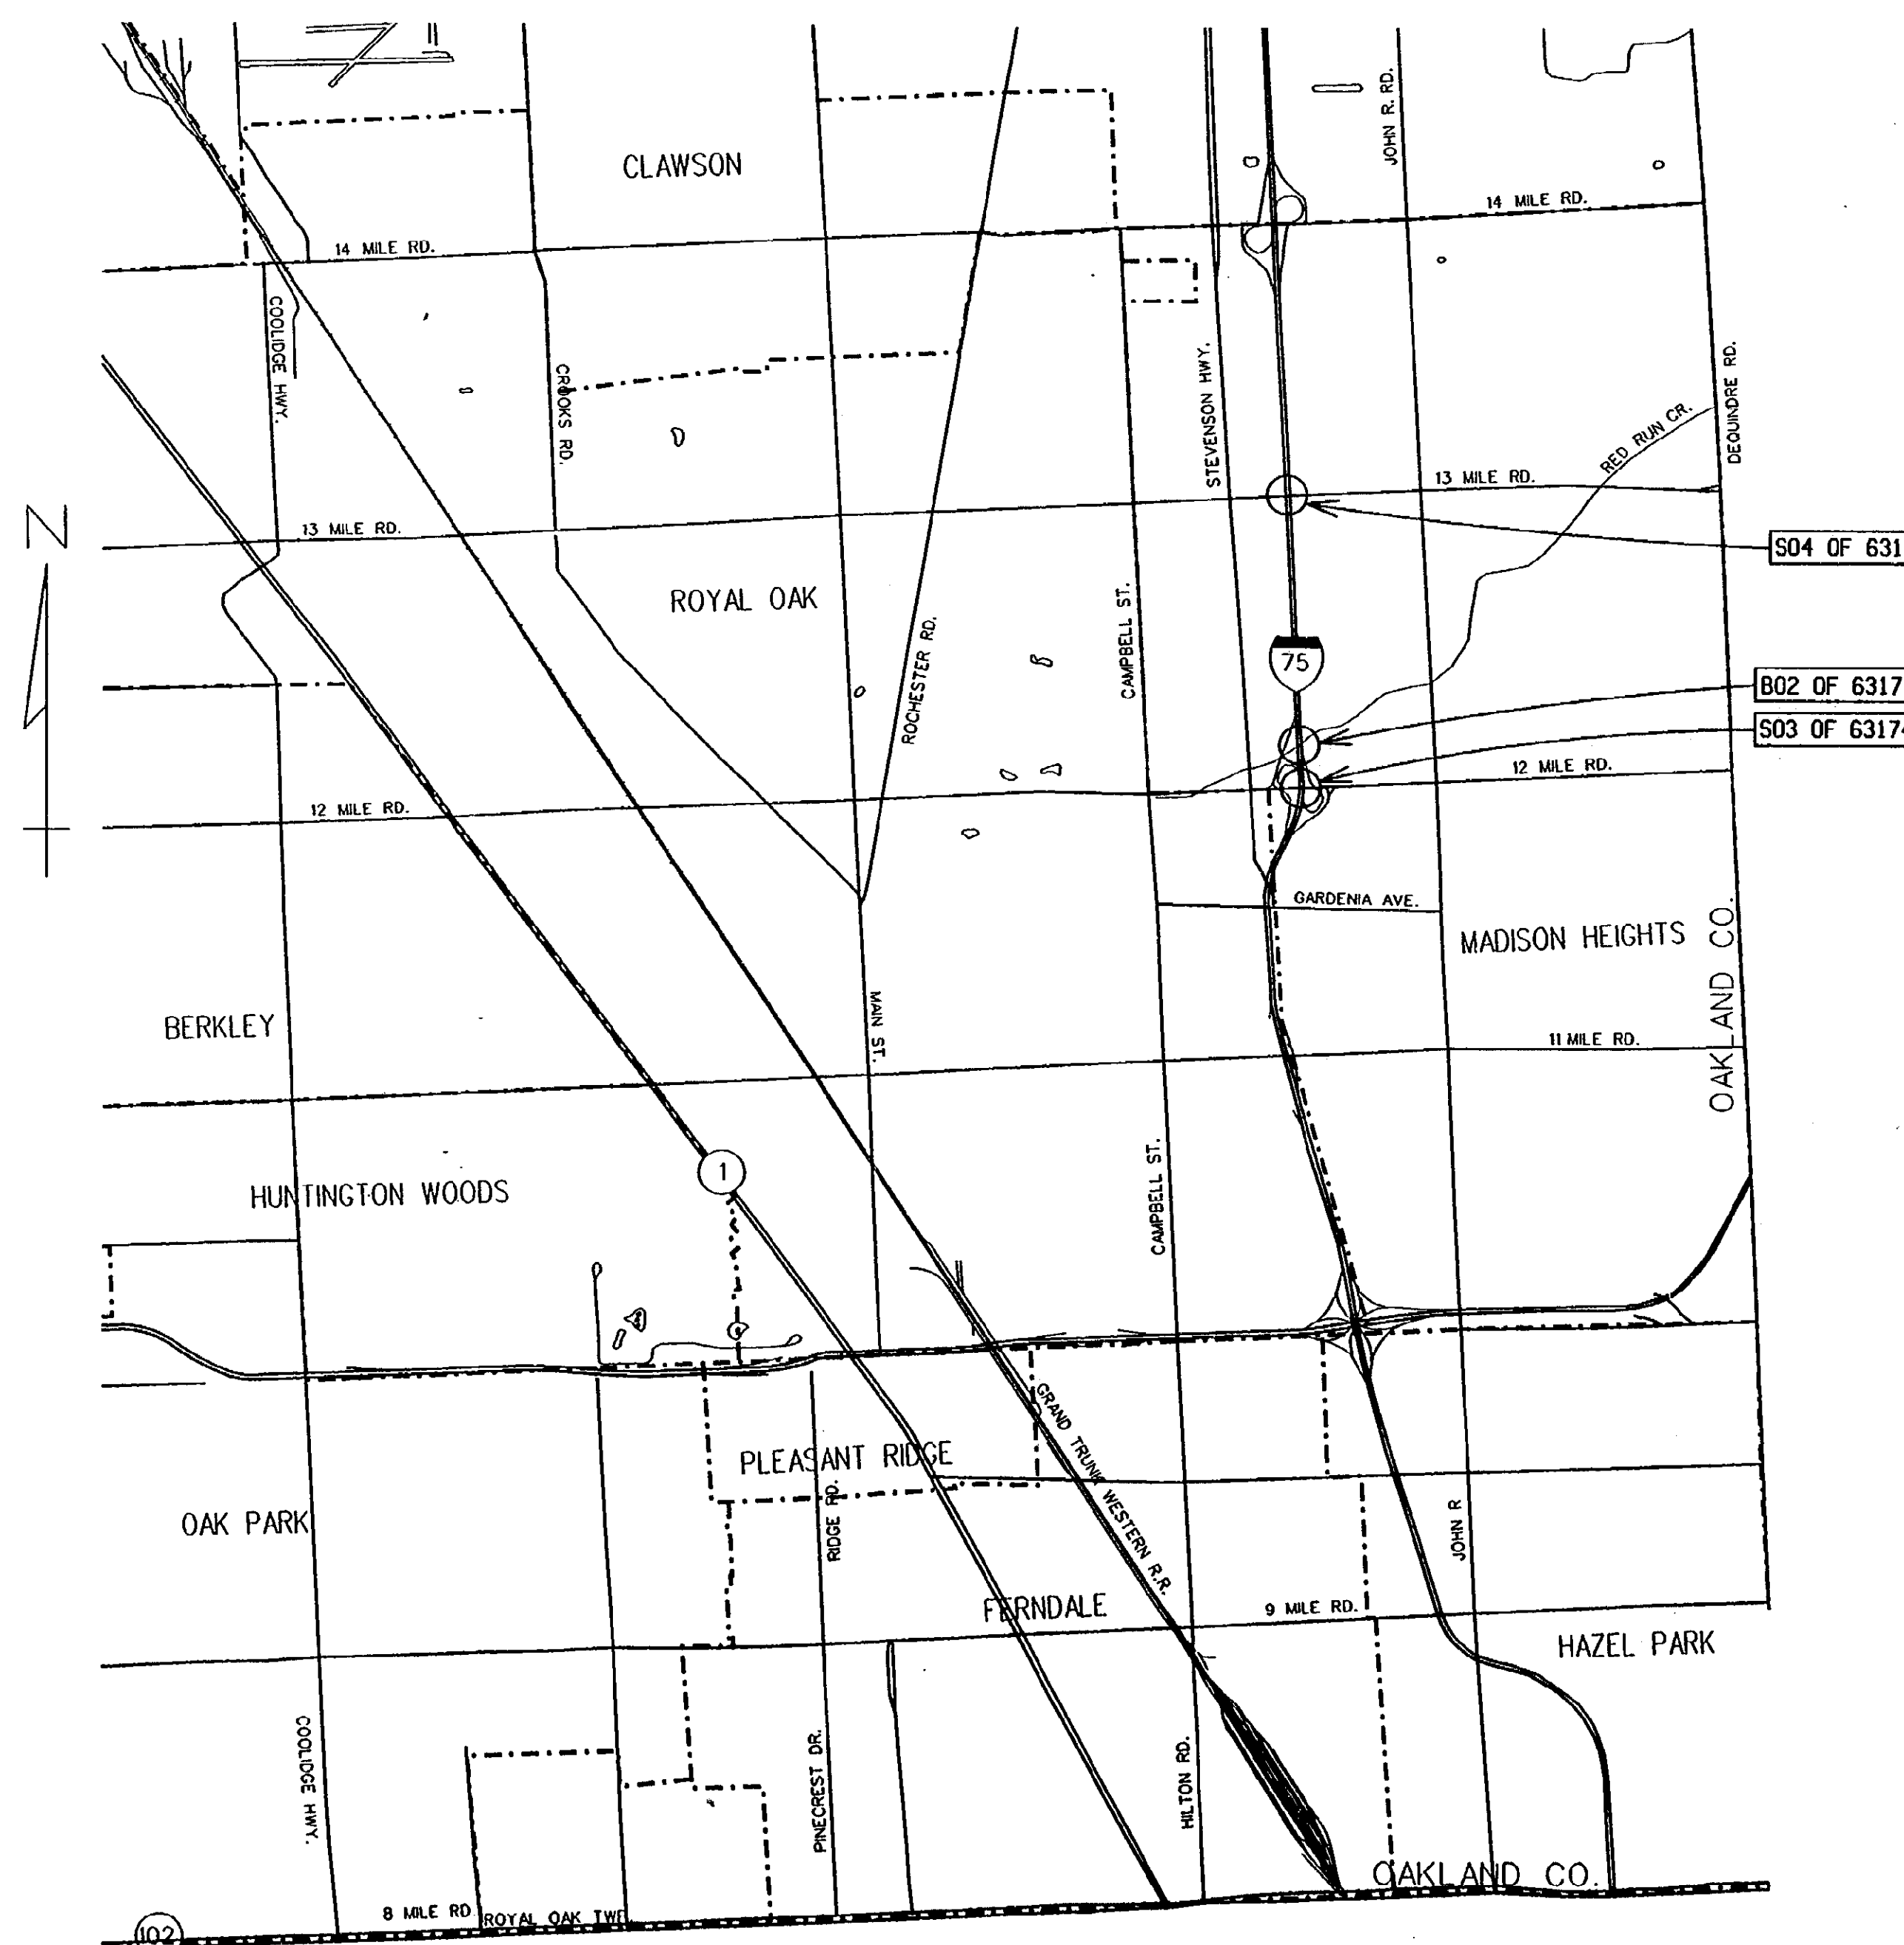 CLAWSON
JOHN R. RD.
14 MILE RD.
14 MILE RD.
COOLIDGE HWY.
CROOKS RD.
STEVENSON HWY.
DEQUINDRE RD.
RED RUN CR.
13 MILE RD.
N
13 MILE RD.
S04 OF 631
ROYAL OAK
CAMPBELL ST.
ROCHESTER RD.
75
B02 OF 6317
S03 OF 63174
12 MILE RD.
12 MILE RD.
GARDENIA AVE.
MADISON HEIGHTS
OAKLAND CO.
BERKLEY
MAIN ST.
11 MILE RD.
1
HUNTINGTON WOODS
CAMPBELL ST.
GRAND TRUNK WESTERN R.R.
PLEASANT RIDGE
RIDGE RD.
OAK PARK
JOHN R
FERNDALE
9 MILE RD.
HAZEL PARK
COOLIDGE HWY.
PINECREST DR.
HILTON RD.
OAKLAND CO.
8 MILE RD
ROYAL OAK TWP
102